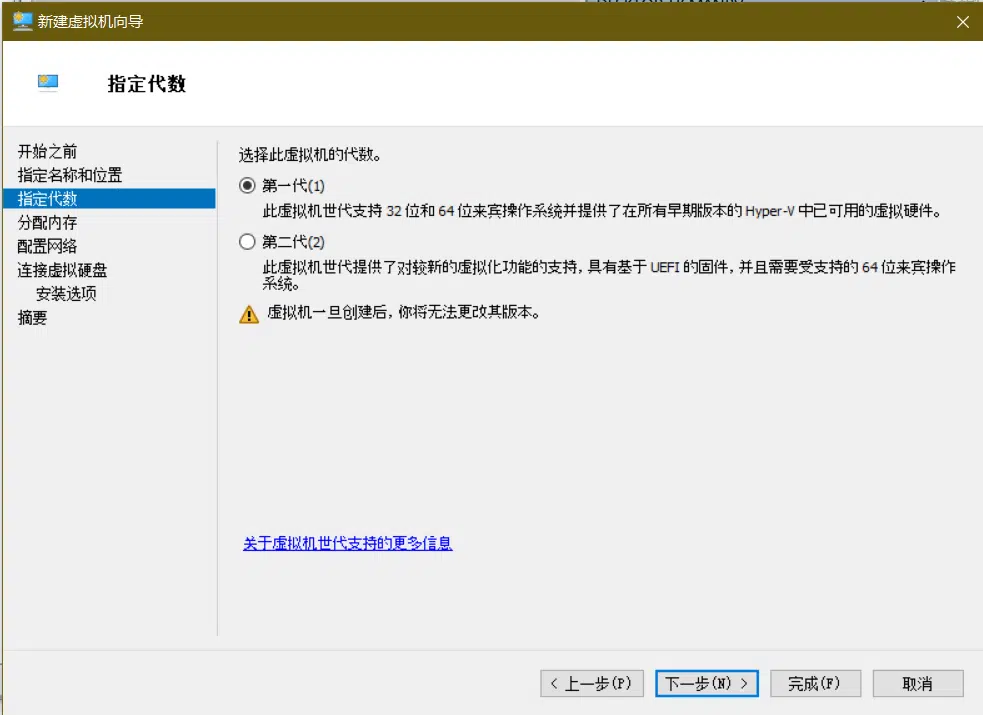 新建虚拟机向导
指定代数
开始之前
指定名称和位置
指定代数
分配内存
配置网络
连接虚拟硬盘
安装选项
摘要
选择此虚拟机的代数。
第一代(1)
此虚拟机世代支持 32 位和 64 位来宾操作系统并提供了在所有早期版本的 Hyper-V 中已可用的虚拟硬件。
第二代(2)
此虚拟机世代提供了对较新的虚拟化功能的支持，具有基于 UEFI 的固件，并且需要受支持的 64 位来宾操作
系统。
虚拟机一旦创建后，你将无法更改其版本。
关于虚拟机世代支持的更多信息
< 上一步(P)
下一步(N) >
完成(F)
取消